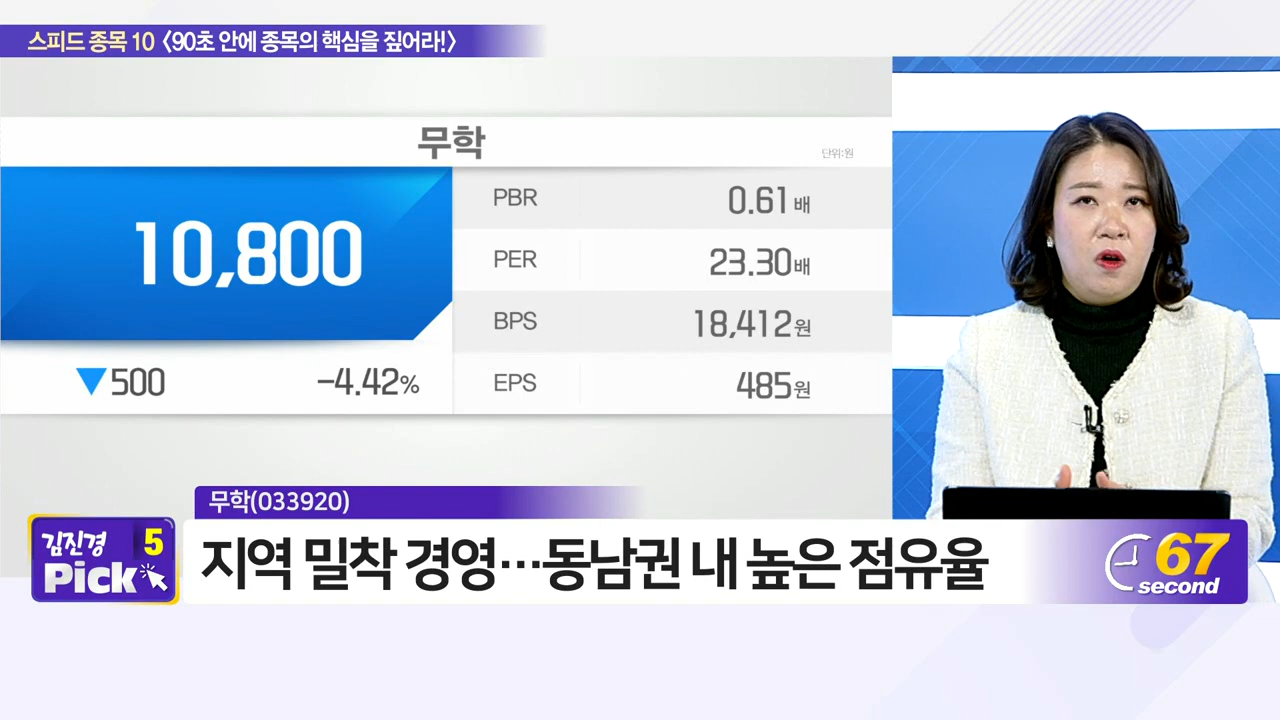 스피드 종목 10 <90초 안에 종목의 핵심을 짚어라!>
무학
단위:원
10,800
▼500 -4.42%
PBR 0.61배
PER 23.30배
BPS 18,412원
EPS 485원
무학(033920)
김진경 5
Pick
지역 밀착 경영…동남권 내 높은 점유율
67
second